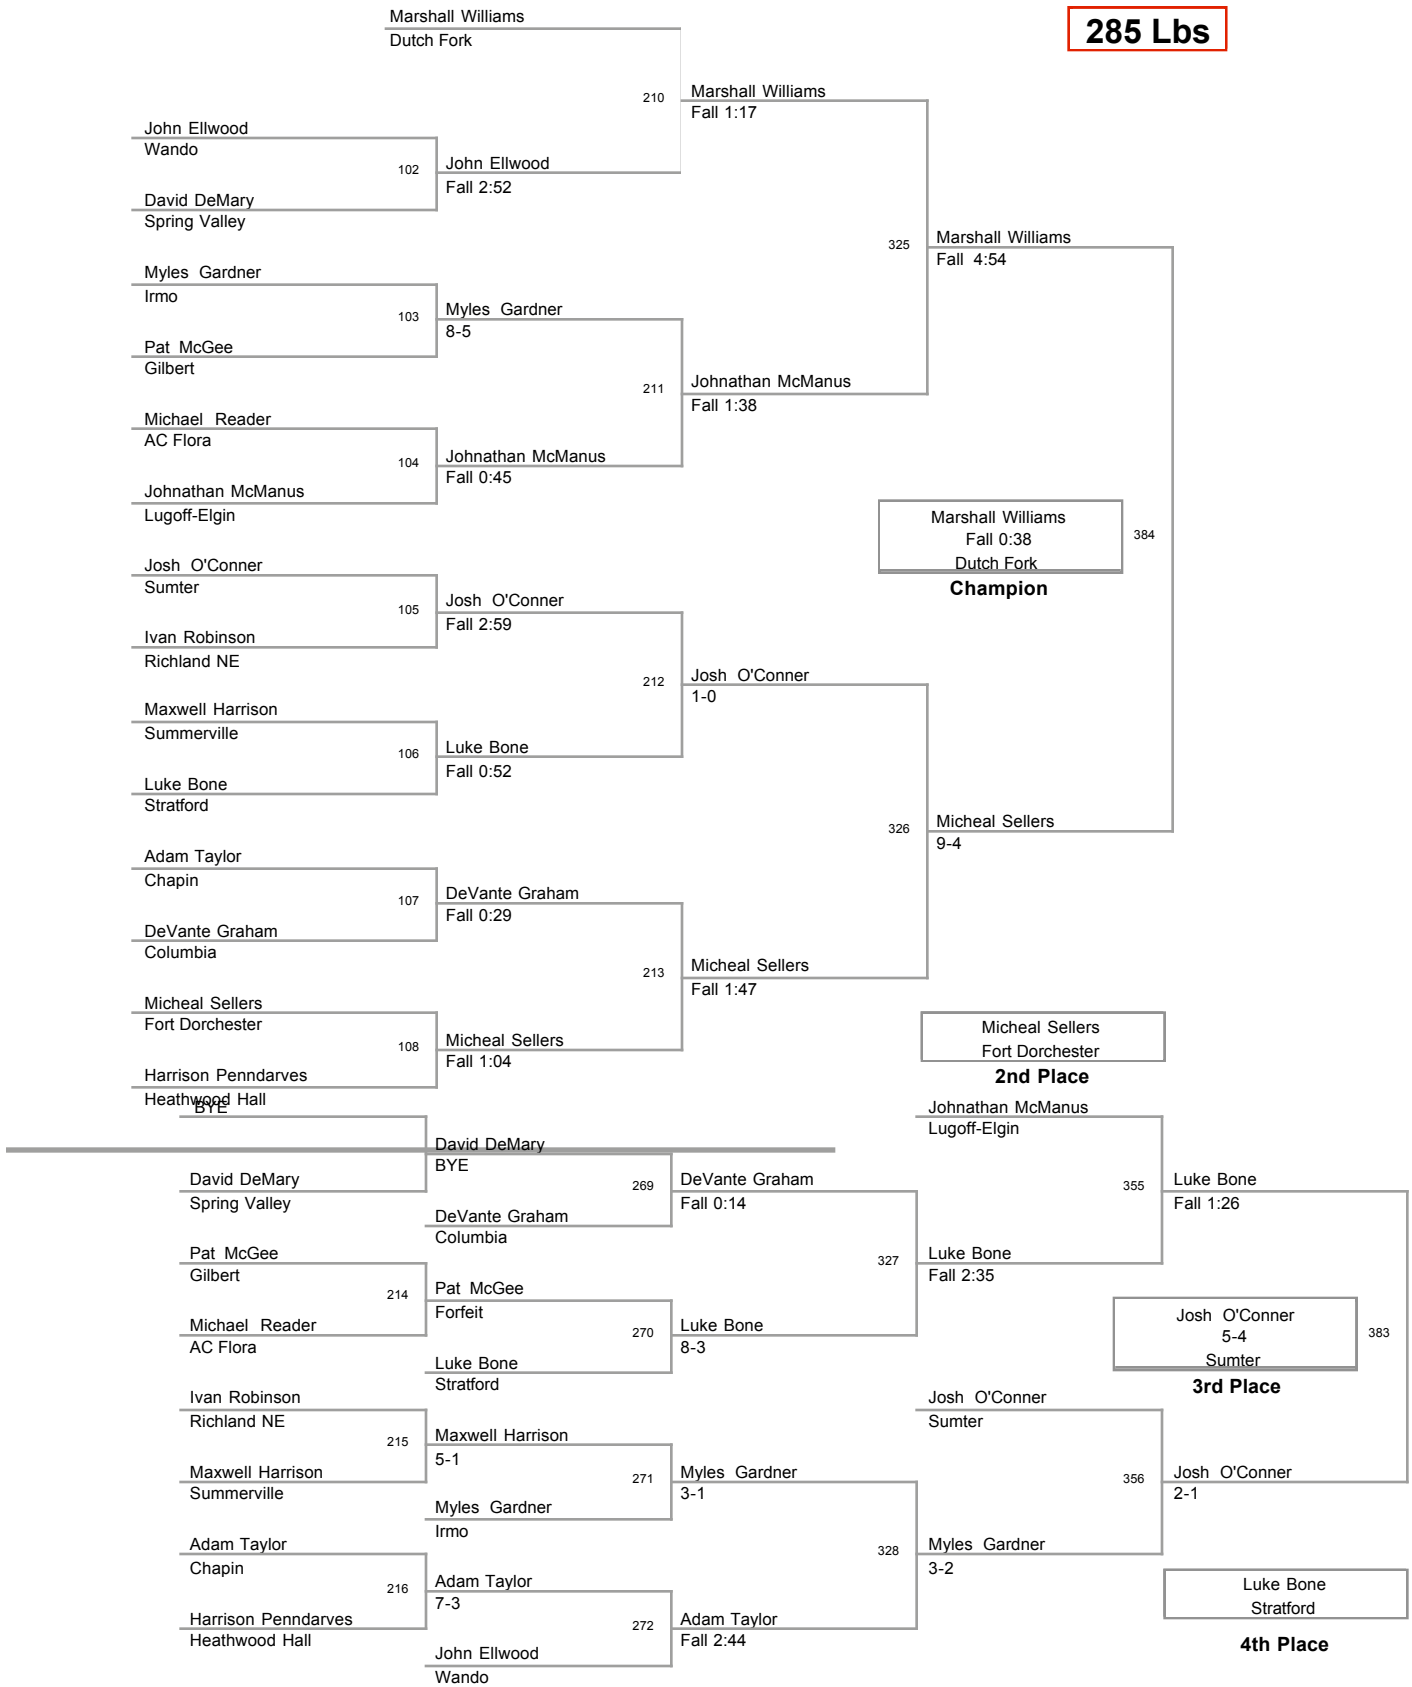 Marshall Williams
Dutch Fork
285 Lbs
210
Marshall Williams
Fall 1:17
John Ellwood
Wando
102
John Ellwood
Fall 2:52
David DeMary
Spring Valley
325
Marshall Williams
Fall 4:54
Myles Gardner
Irmo
103
Myles Gardner
8-5
Pat McGee
Gilbert
211
Johnathan McManus
Fall 1:38
Michael Reader
AC Flora
104
Johnathan McManus
Fall 0:45
Johnathan McManus
Lugoff-Elgin
Marshall Williams
Fall 0:38
Dutch Fork
384
Champion
Josh O'Conner
Sumter
105
Josh O'Conner
Fall 2:59
Ivan Robinson
Richland NE
212
Josh O'Conner
1-0
Maxwell Harrison
Summerville
106
Luke Bone
Fall 0:52
Luke Bone
Stratford
326
Micheal Sellers
9-4
Adam Taylor
Chapin
107
DeVante Graham
Fall 0:29
DeVante Graham
Columbia
213
Micheal Sellers
Fall 1:47
Micheal Sellers
Fort Dorchester
108
Micheal Sellers
Fall 1:04
Harrison Penndarves
Heathwood Hall
Micheal Sellers
Fort Dorchester
2nd Place
BYE
David DeMary
BYE
David DeMary
Spring Valley
269
DeVante Graham
Fall 0:14
DeVante Graham
Columbia
Johnathan McManus
Lugoff-Elgin
355
Luke Bone
Fall 1:26
327
Luke Bone
Fall 2:35
Pat McGee
Gilbert
214
Pat McGee
Forfeit
Michael Reader
AC Flora
270
Luke Bone
8-3
Luke Bone
Stratford
Josh O'Conner
5-4
Sumter
383
3rd Place
Ivan Robinson
Richland NE
215
Maxwell Harrison
5-1
Maxwell Harrison
Summerville
271
Myles Gardner
3-1
Myles Gardner
Irmo
Josh O'Conner
Sumter
356
Josh O'Conner
2-1
328
Myles Gardner
3-2
Adam Taylor
Chapin
216
Adam Taylor
7-3
Harrison Penndarves
Heathwood Hall
272
Adam Taylor
Fall 2:44
John Ellwood
Wando
Luke Bone
Stratford
4th Place